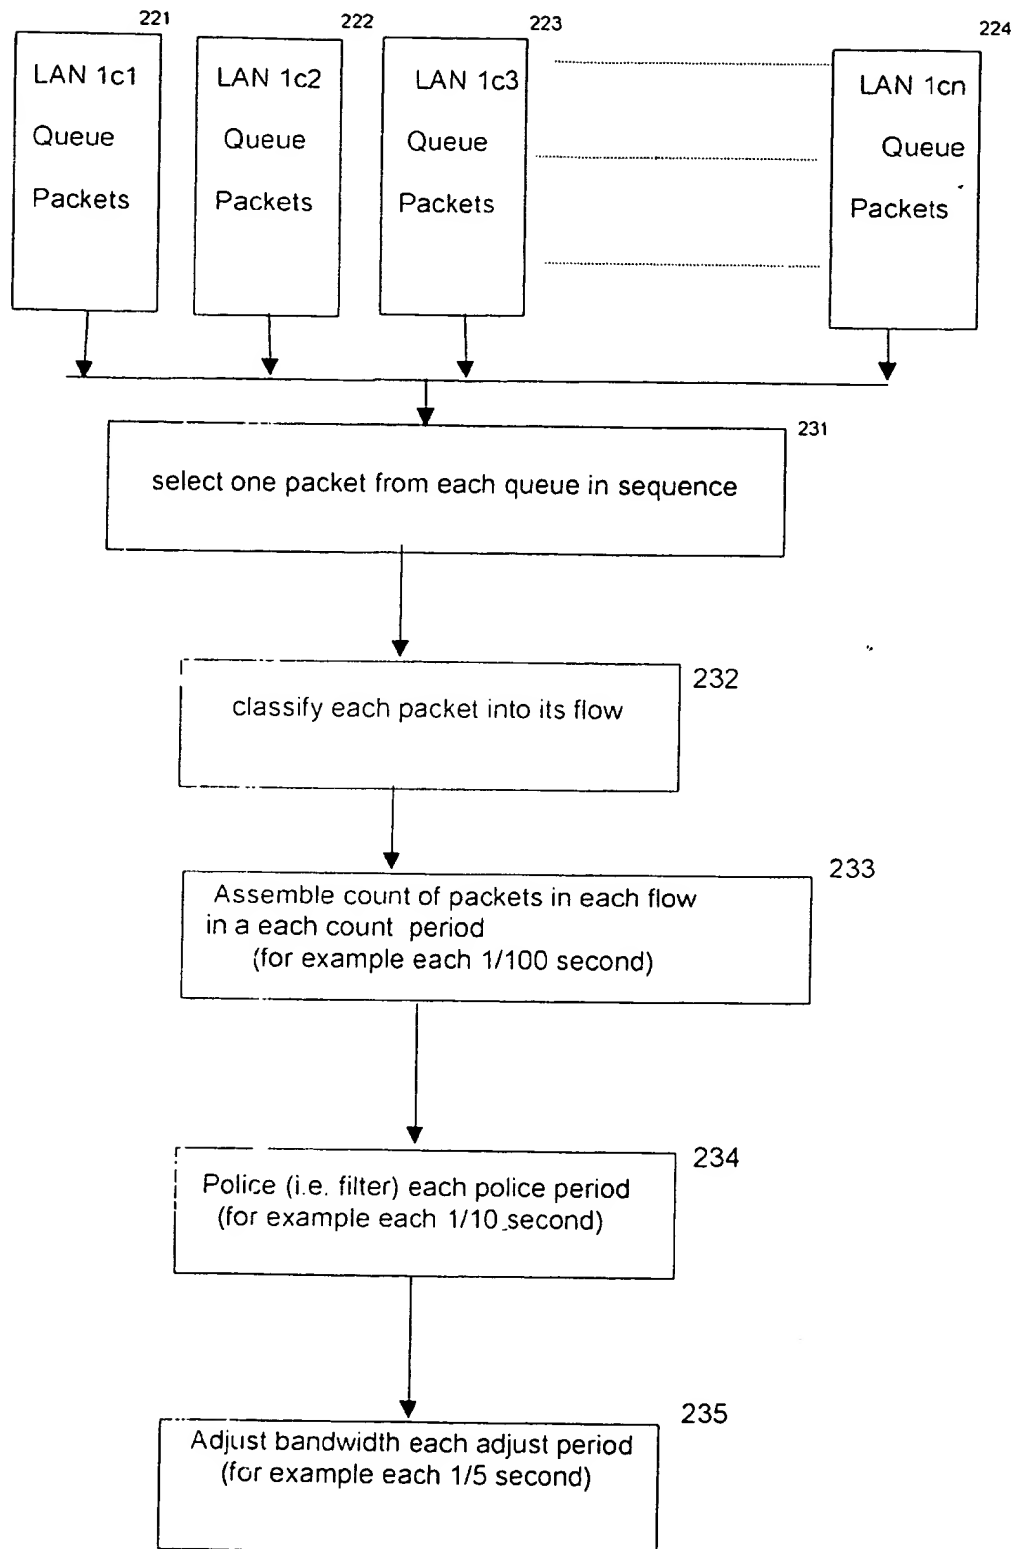 221
222
223
224
LAN 1c1
Queue
Packets
LAN 1c2
Queue
Packets
LAN 1c3
Queue
Packets
LAN 1cn
Queue
Packets
231
select one packet from each queue in sequence
232
classify each packet into its flow
233
Assemble count of packets in each flow
in a each count period
(for example each 1/100 second)
234
Police (i.e. filter) each police period
(for example each 1/10 second)
235
Adjust bandwidth each adjust period
(for example each 1/5 second)